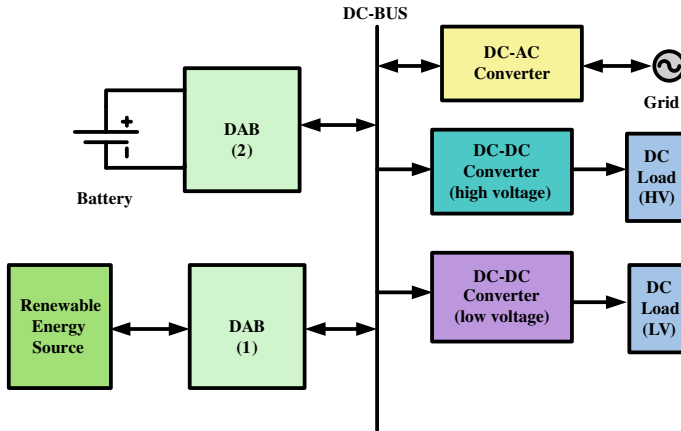 DC-BUS
DC-AC
Converter
Grid
DAB
(2)
+
Battery
DC-DC
Converter
(high voltage)
DC
Load
(HV)
Renewable
Energy
Source
DAB
(1)
DC-DC
Converter
(low voltage)
DC
Load
(LV)